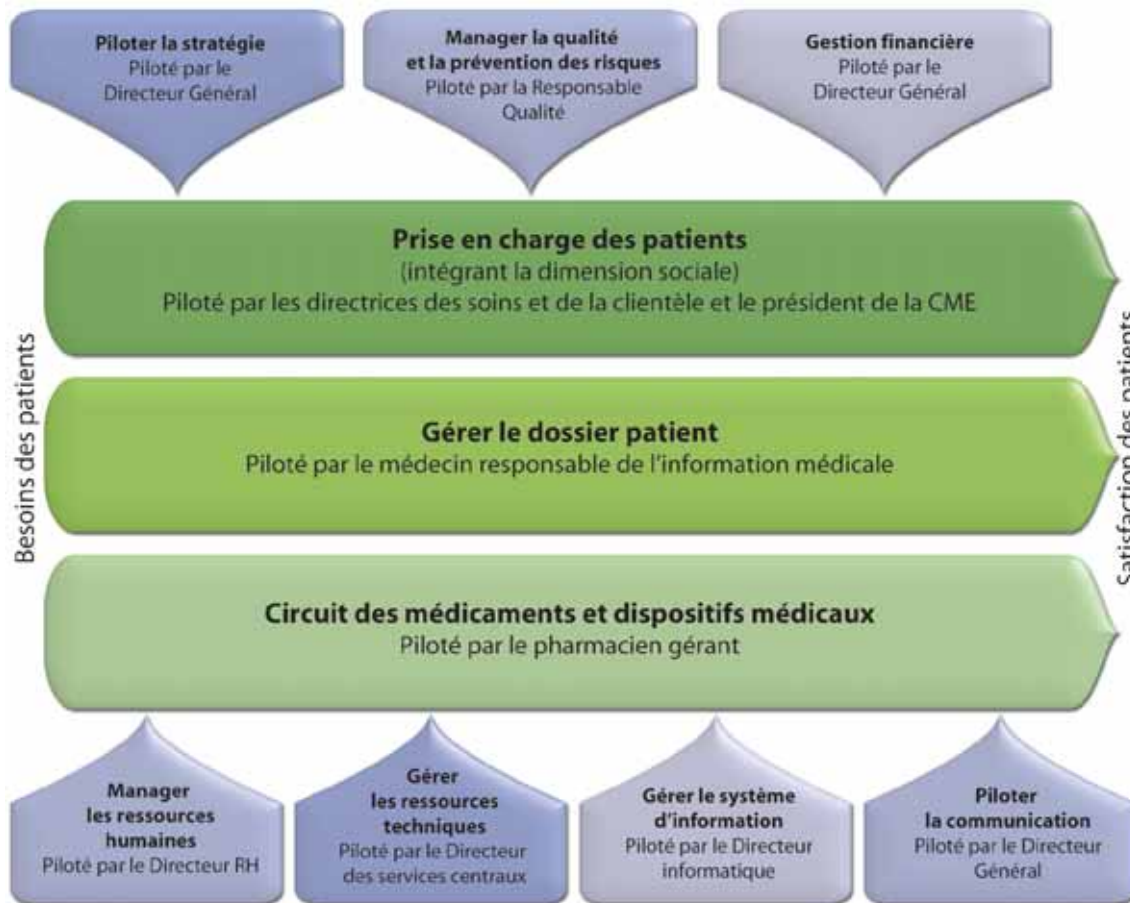 Piloter la stratégie
Piloté par le
Directeur Général
Manager la qualité
et la prévention des risques
Piloté par la Responsable
Qualité
Gestion financière
Piloté par le
Directeur Général
Besoins des patients
Prise en charge des patients
(intégrant la dimension sociale)
Piloté par les directrices des soins et de la clientèle et le président de la CME
Gérer le dossier patient
Piloté par le médecin responsable de l'information médicale
Circuit des médicaments et dispositifs médicaux
Piloté par le pharmacien gérant
Satisfaction des patients
Manager
les ressources
humaines
Piloté par le Directeur RH
Gérer
les ressources
techniques
Piloté par le Directeur
des services centraux
Gérer le système
d'information
Piloté par le Directeur
informatique
Piloter
la communication
Piloté par le Directeur
Général